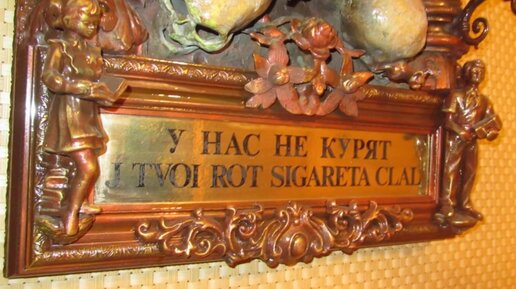 У НАС НЕ КУРЯТ
J TVOI ROT SIGARETA CLAD